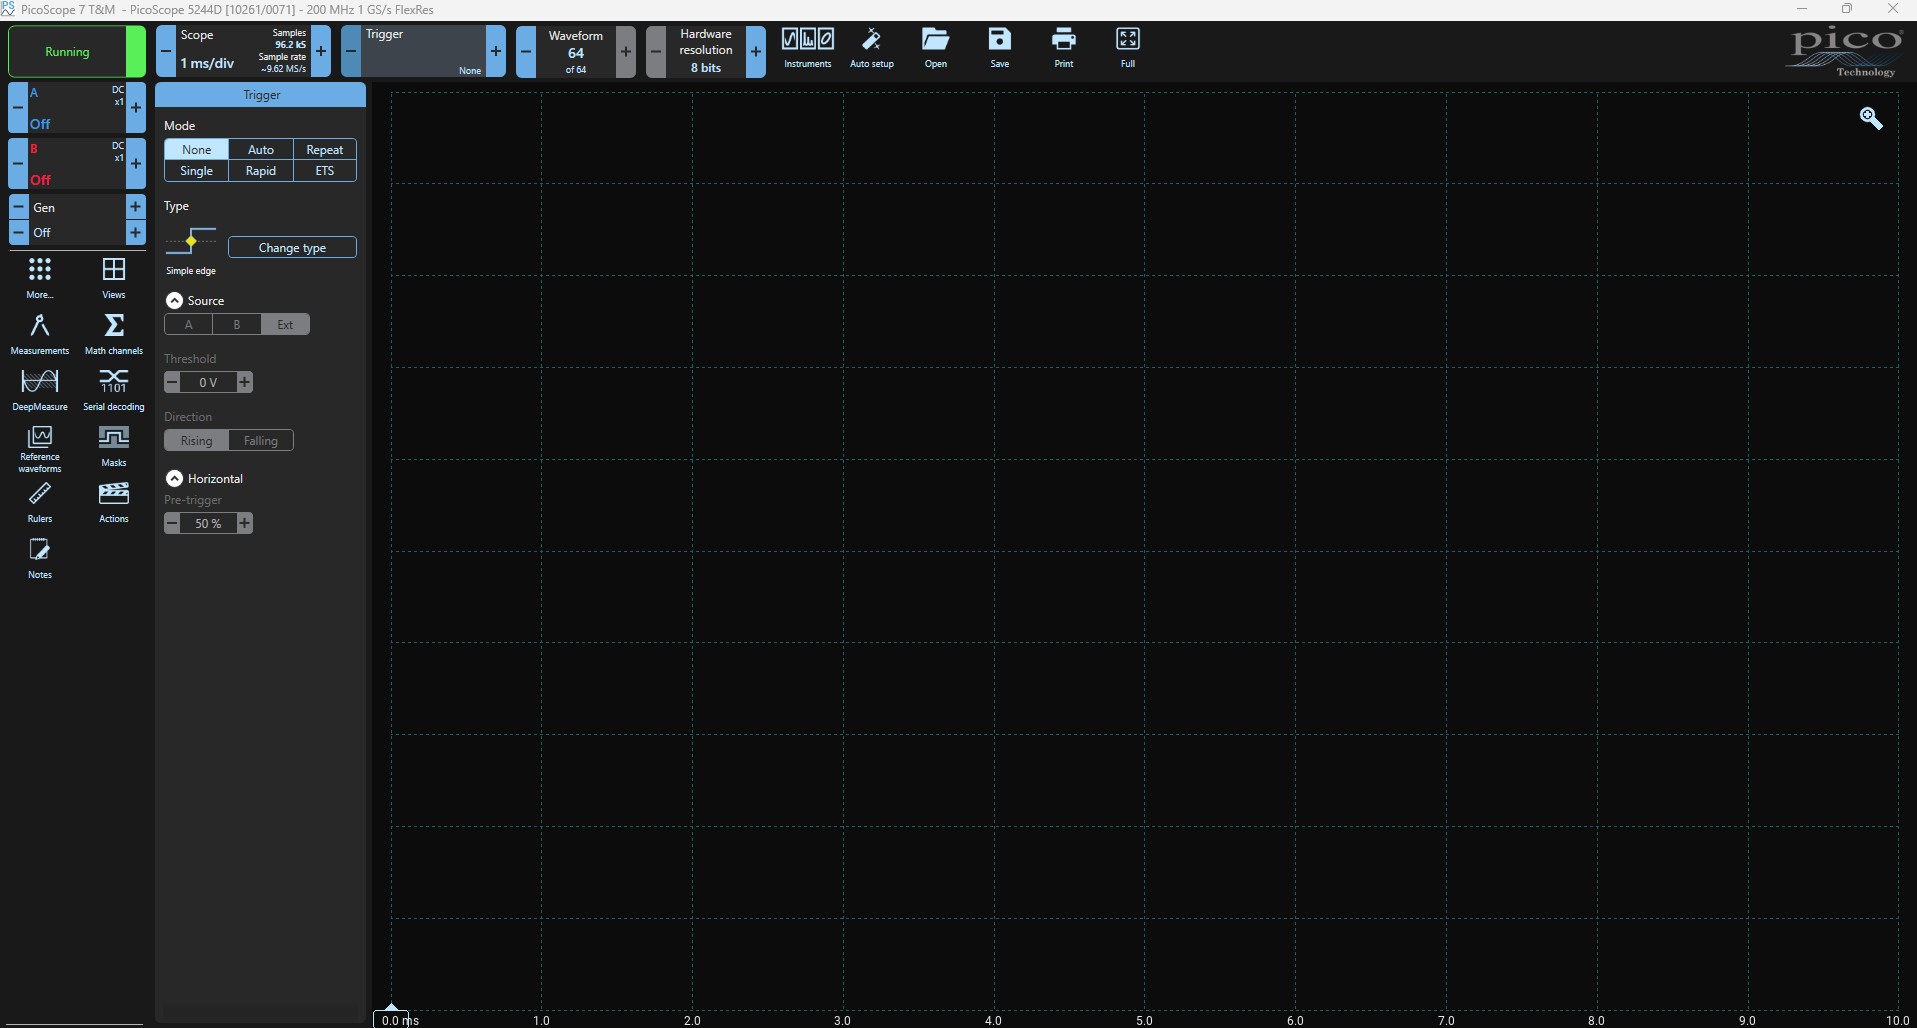 PicoScope 7 T&M - PicoScope 5244D [10261/0071] - 200 MHz 1 GS/s FlexRes
Running
Scope
1 ms/div
Samples
96.2 kS
Sample rate
~9.62 MS/s
Trigger
None
Waveform
64
of 64
Hardware
resolution
8 bits
Instruments
Auto setup
Open
Save
Print
Full
pico
Technology
A
DC
x1
Off
B
DC
x1
Off
Gen
Off
More...
Views
Measurements
Math channels
DeepMeasure
1101
Serial decoding
Reference
waveforms
Masks
Rulers
Actions
Notes
Trigger
Mode
None Auto Repeat
Single Rapid ETS
Type
Change type
Simple edge
Source
A B Ext
Threshold
0 V
Direction
Rising Falling
Horizontal
Pre-trigger
50 %
0.0 ms 1.0 2.0 3.0 4.0 5.0 6.0 7.0 8.0 9.0 10.0